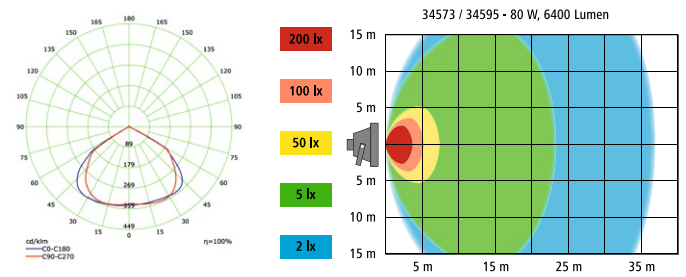 165 180 165
150 150
135 135
120 120
105 105
90 90
75 75
60 60
45 45
30 30
15 0 15
89
179
269
359
449
cd/klm
C0-C180
C90-C270
η=100%
200 lx
100 lx
50 lx
5 lx
2 lx
34573 / 34595 - 80 W, 6400 Lumen
15 m
10 m
5 m
5 m
10 m
15 m
5 m 15 m 25 m 35 m